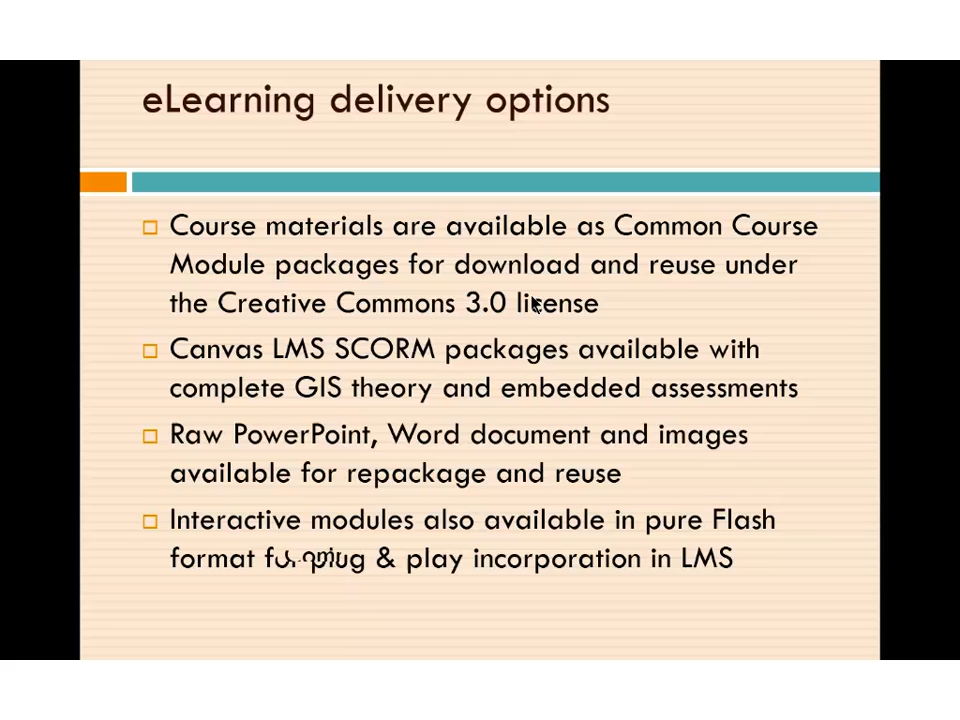 eLearning delivery options
Course materials are available as Common Course
Module packages for download and reuse under
the Creative Commons 3.0 license
Canvas LMS SCORM packages available with
complete GIS theory and embedded assessments
Raw PowerPoint, Word document and images
available for repackage and reuse
Interactive modules also available in pure Flash
format for plug & play incorporation in LMS